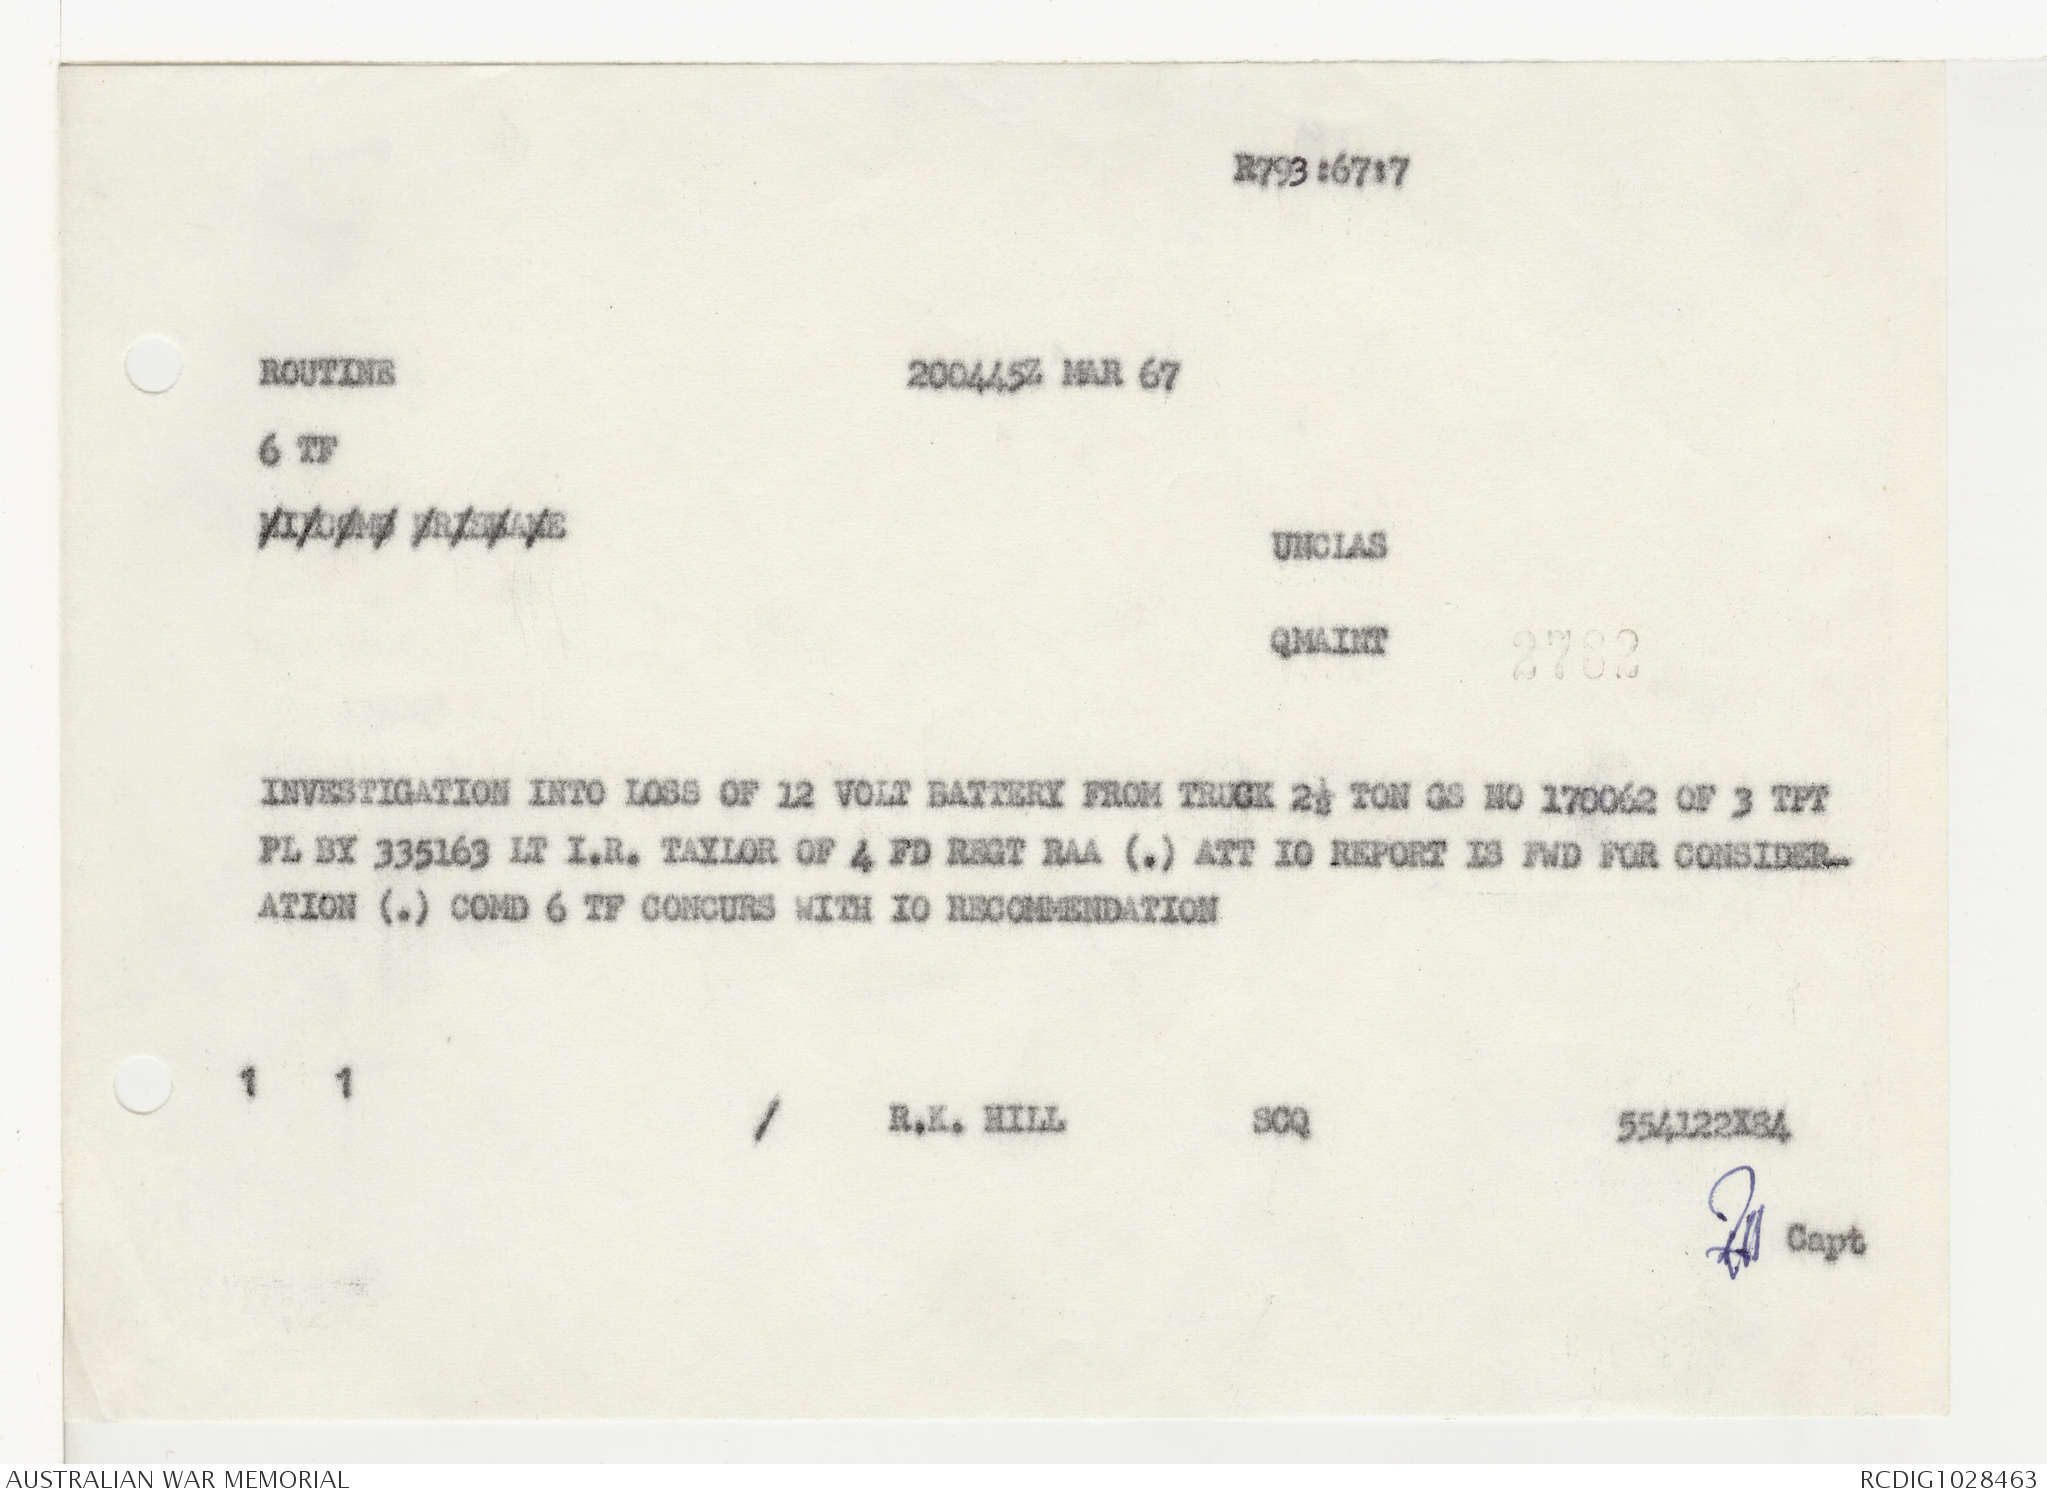 R793:67:7
ROUTINE 200445Z MAR 67
6 TF
UNCLAS
QMAINT 2782
INVESTIGATION INTO LOSS OF 12 VOLT BATTERY FROM TRUCK 2½ TON GS NO 170062 OF 3 TPT
PL BY 335163 LT I.R. TAYLOR OF 4 FD REGT RAA (.) ATT IO REPORT IS FWD FOR CONSIDER-
ATION (.) COMD 6 TF CONCURS WITH IO RECOMMENDATION
1 1
/ R.K. HILL SCQ 554122X84
Capt
AUSTRALIAN WAR MEMORIAL RCDIG1028463